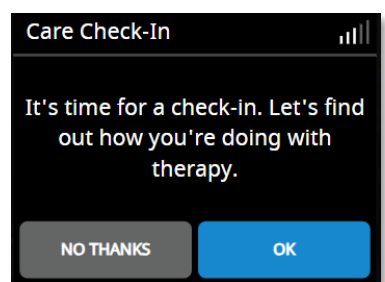 Care Check-In
It's time for a check-in. Let's find
out how you're doing with
therapy.
NO THANKS
OK